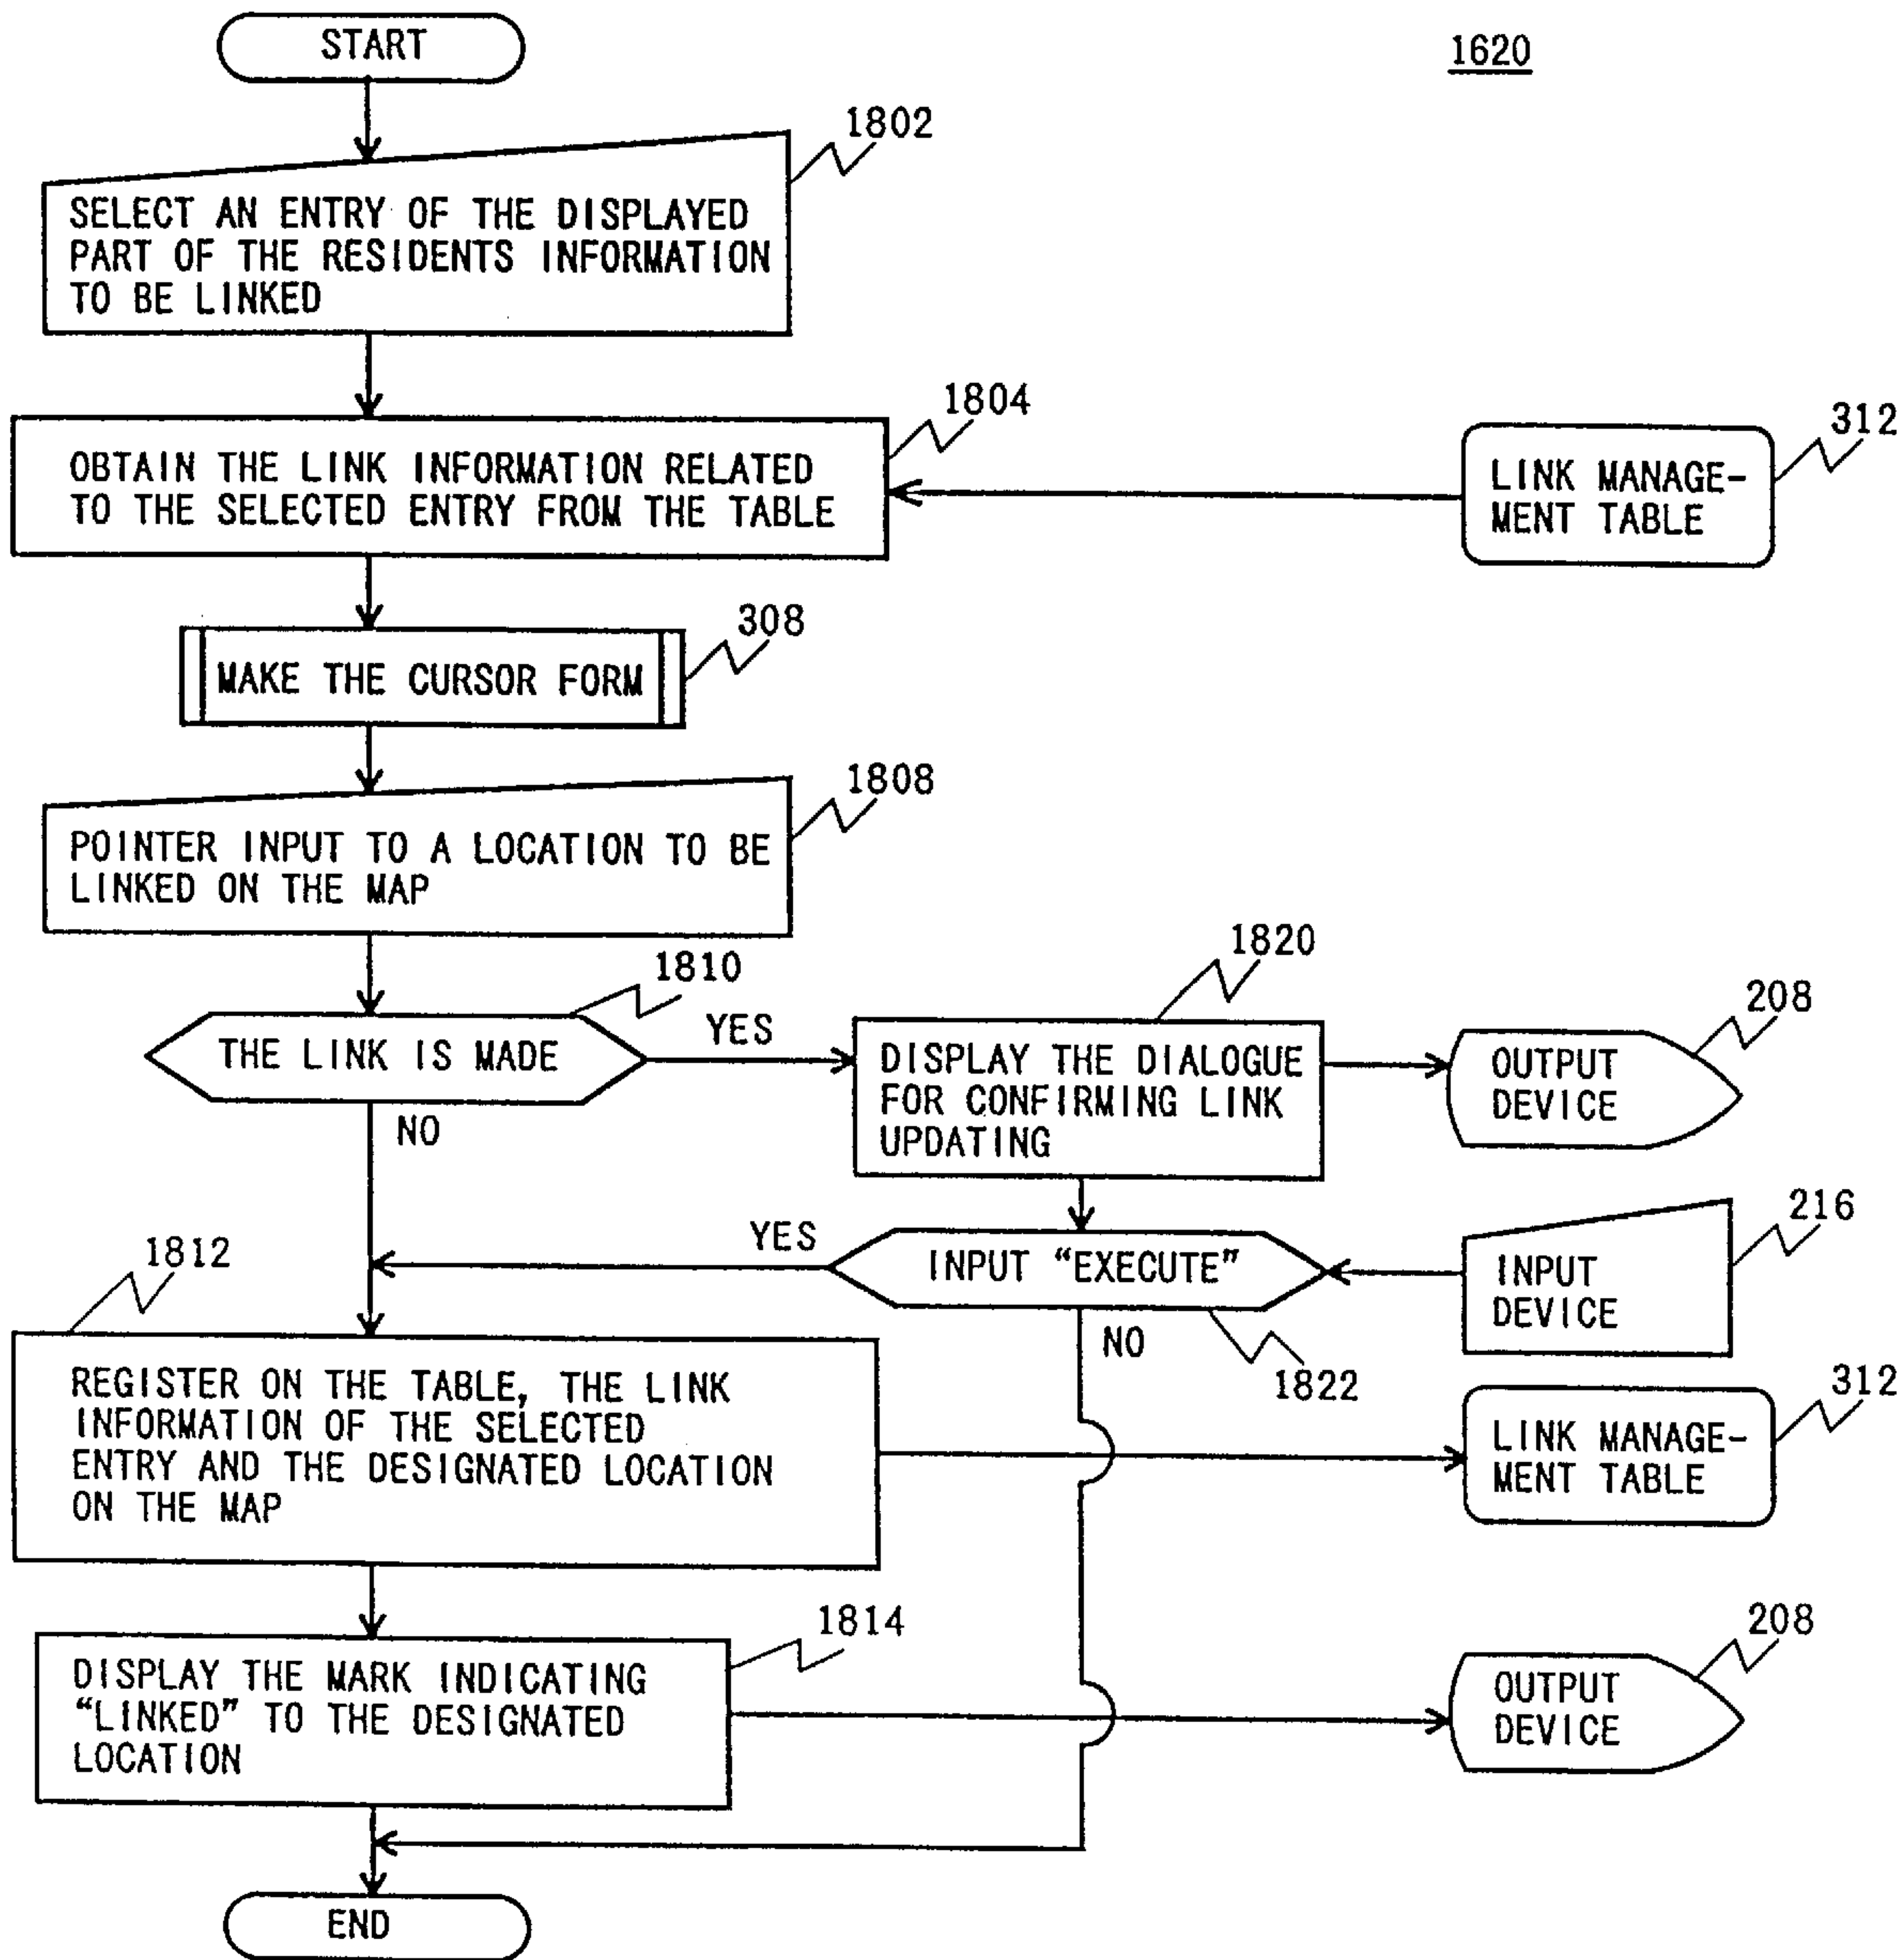 START
1620
1802
SELECT AN ENTRY OF THE DISPLAYED
PART OF THE RESIDENTS INFORMATION
TO BE LINKED
1804
OBTAIN THE LINK INFORMATION RELATED
TO THE SELECTED ENTRY FROM THE TABLE
312
LINK MANAGE-
MENT TABLE
308
MAKE THE CURSOR FORM
1808
POINTER INPUT TO A LOCATION TO BE
LINKED ON THE MAP
1810
THE LINK IS MADE
YES
NO
1820
DISPLAY THE DIALOGUE
FOR CONFIRMING LINK
UPDATING
208
OUTPUT
DEVICE
YES
INPUT “EXECUTE”
NO
1822
216
INPUT
DEVICE
1812
REGISTER ON THE TABLE, THE LINK
INFORMATION OF THE SELECTED
ENTRY AND THE DESIGNATED LOCATION
ON THE MAP
312
LINK MANAGE-
MENT TABLE
1814
DISPLAY THE MARK INDICATING
“LINKED” TO THE DESIGNATED
LOCATION
208
OUTPUT
DEVICE
END